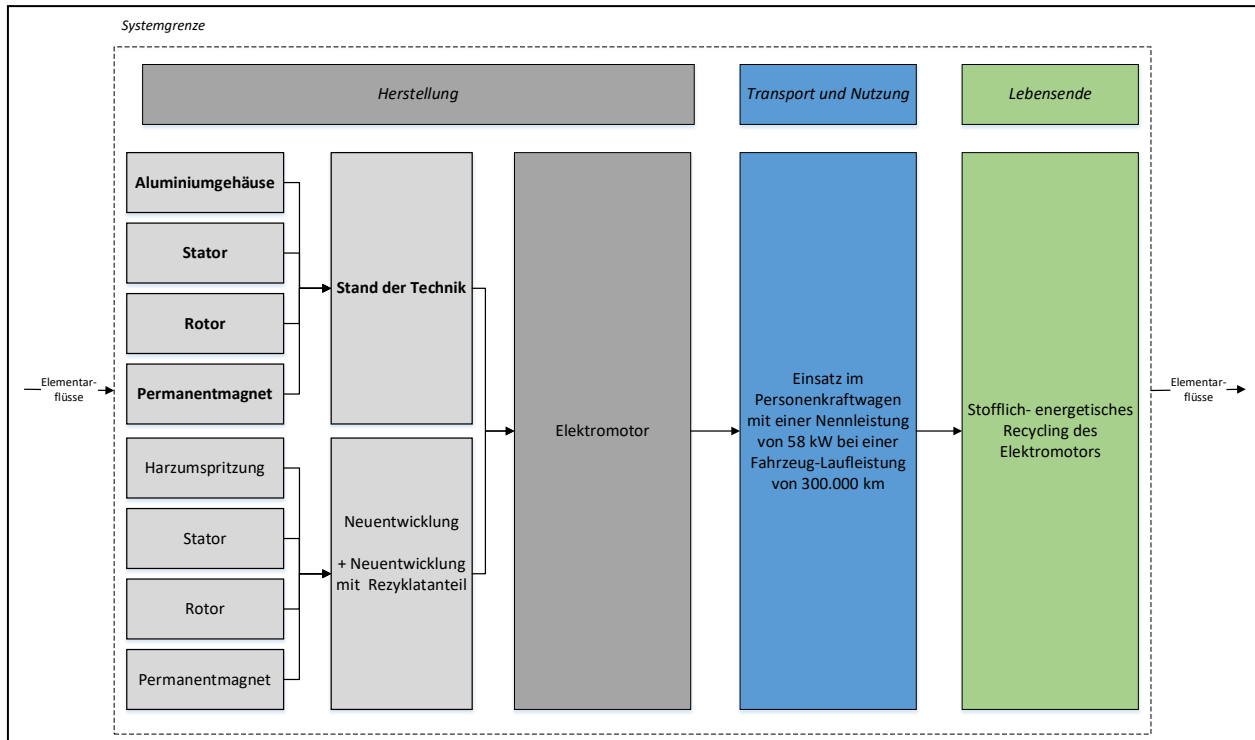 Systemgrenze
Herstellung
Transport und Nutzung
Lebensende
Aluminiumgehäuse
Stator
Rotor
Permanentmagnet
Stand der Technik
Harzumspritzung
Stator
Rotor
Permanentmagnet
Neuentwicklung
+ Neuentwicklung
mit Rezyklatanteil
Elektromotor
Einsatz im
Personenkraftwagen
mit einer Nennleistung
von 58 kW bei einer
Fahrzeug-Laufleistung
von 300.000 km
Stofflich- energetisches
Recycling des
Elektromotors
Elementar-
flüsse
Elementar-
flüsse